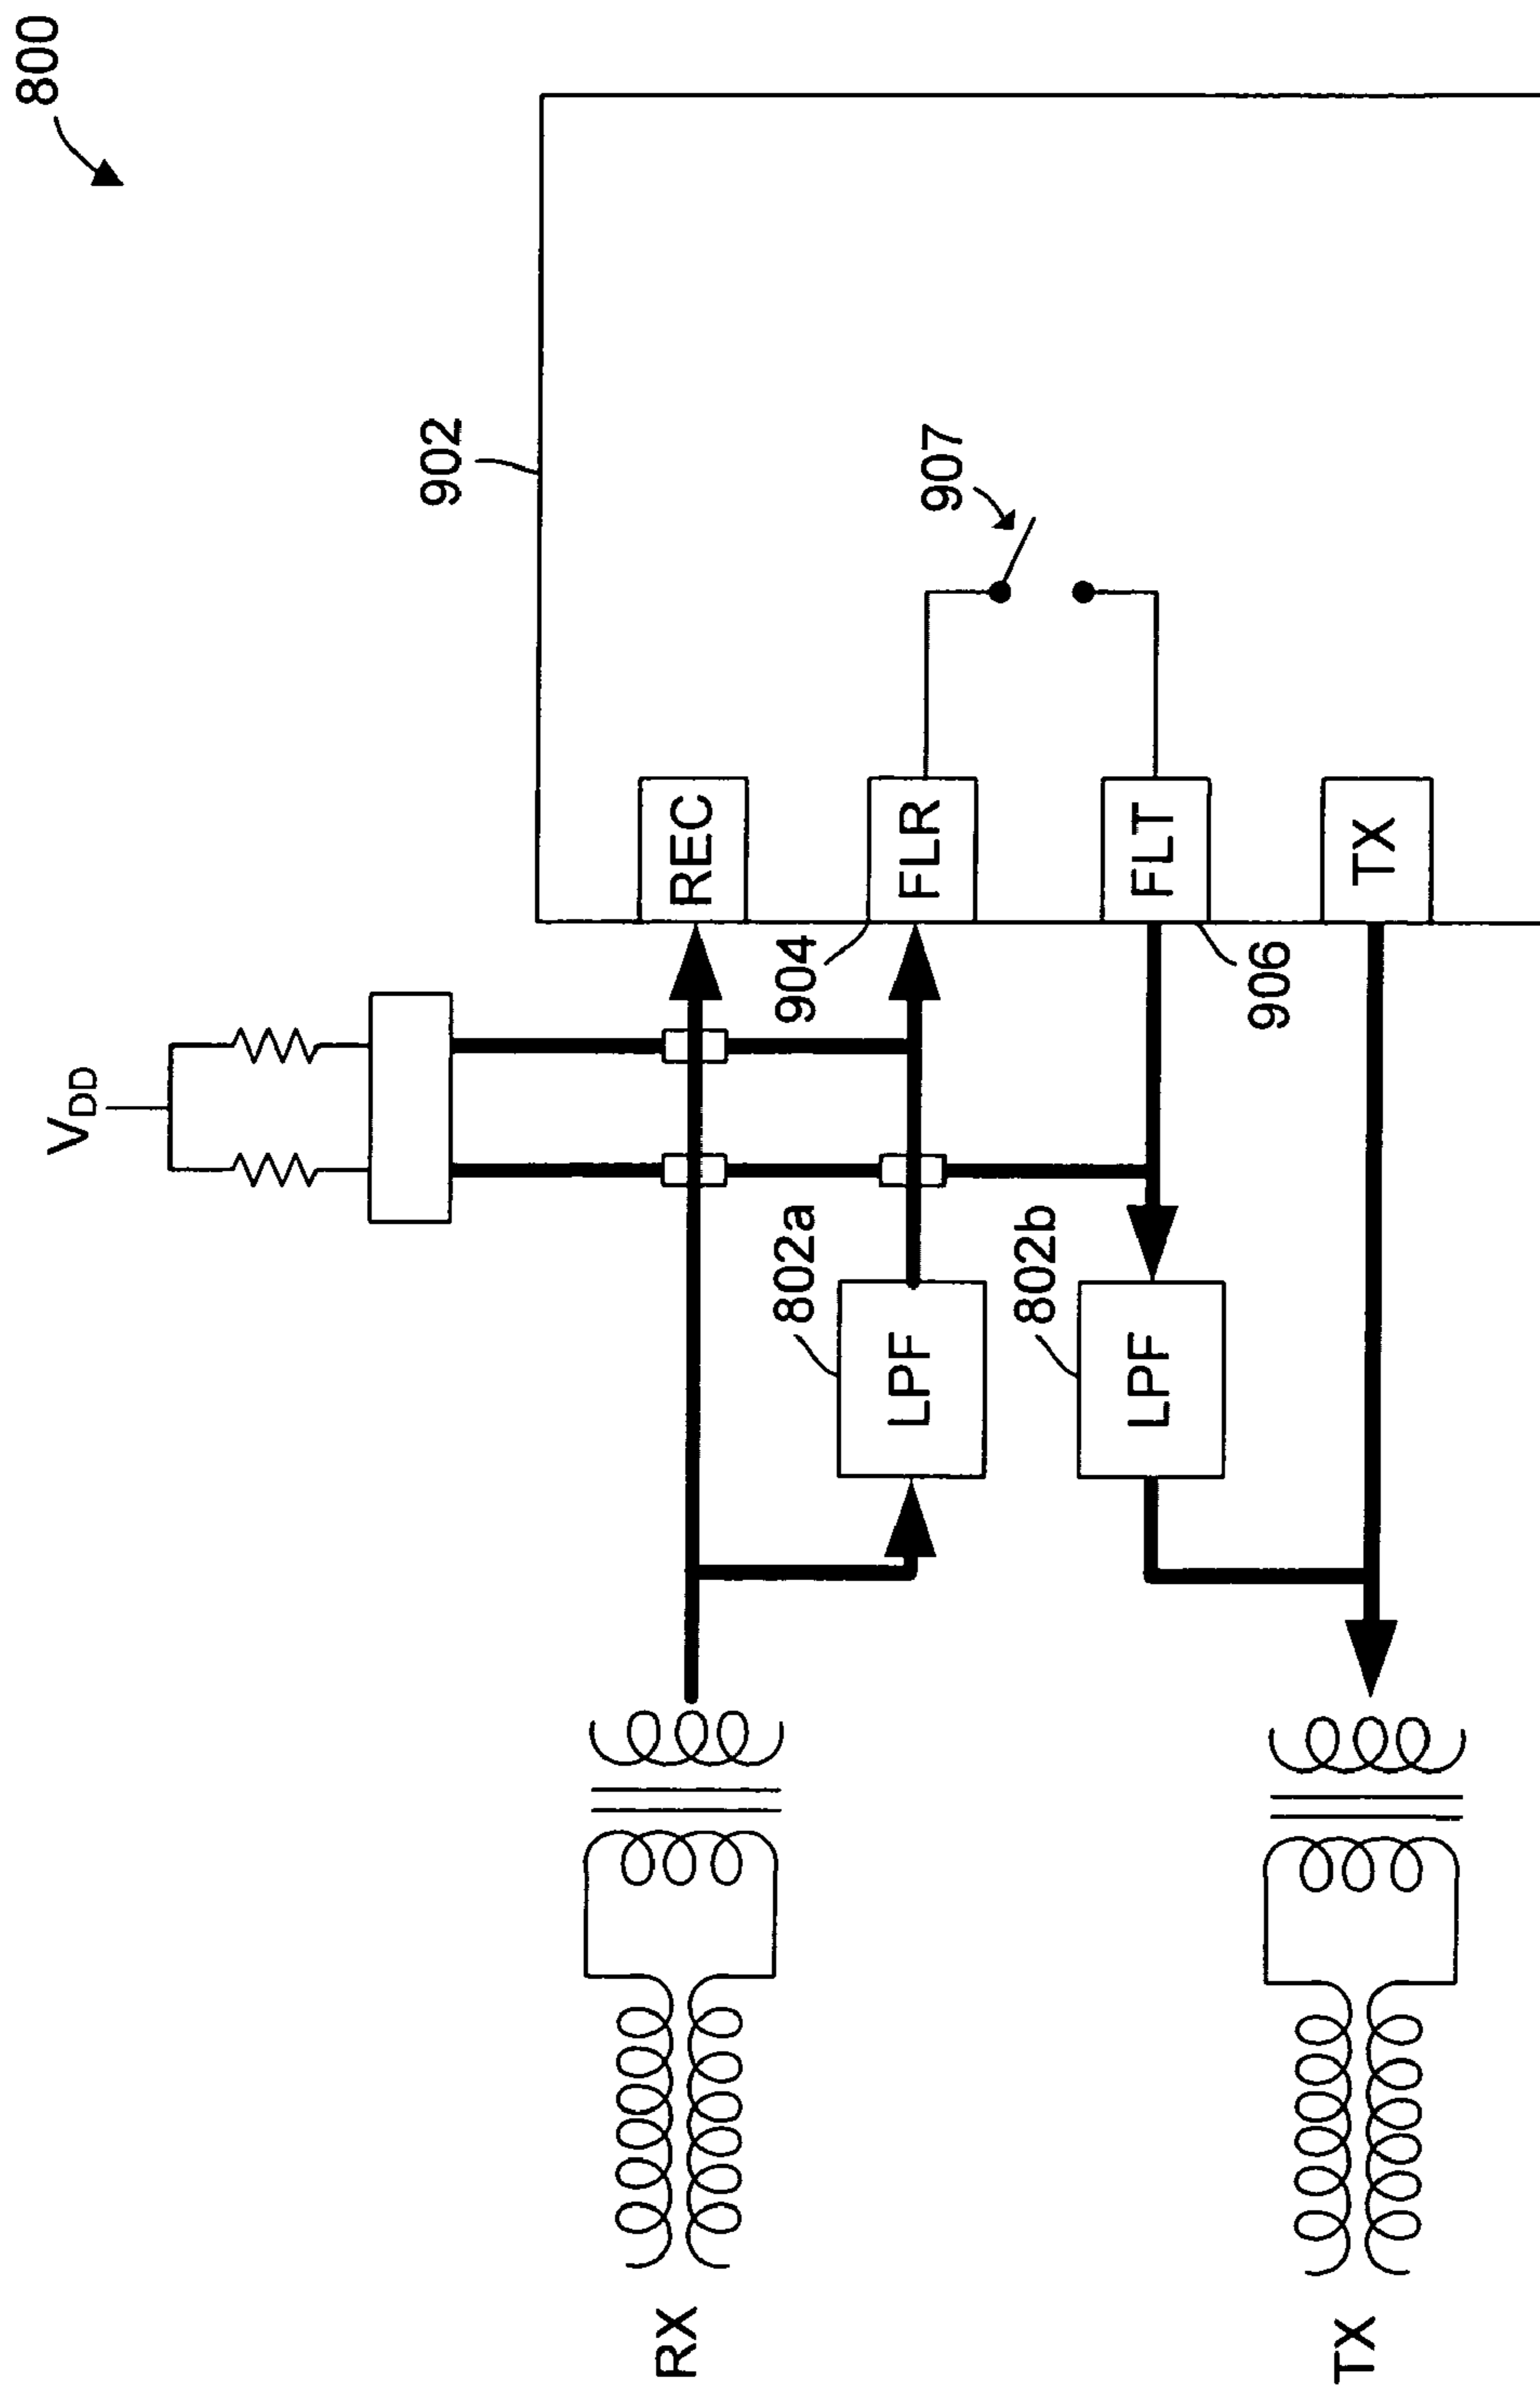 800
902
V_DD
907
REC
904
FLR
802a
LPF
RX
802b
LPF
FLT
906
TX
TX